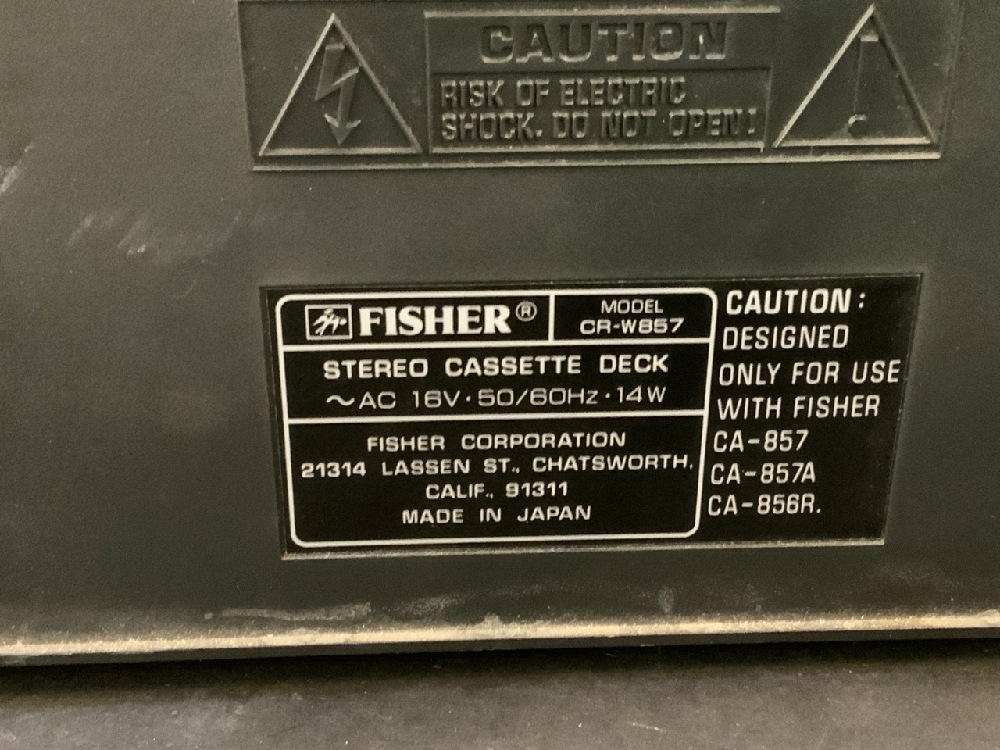 CAUTION
RISK OF ELECTRIC
SHOCK. DO NOT OPEN!
FISHER®
MODEL
CR-W857
STEREO CASSETTE DECK
~AC 16V·50/60Hz·14W
FISHER CORPORATION
21314 LASSEN ST., CHATSWORTH,
CALIF., 91311
MADE IN JAPAN
CAUTION:
DESIGNED
ONLY FOR USE
WITH FISHER
CA-857
CA-857A
CA-856R.